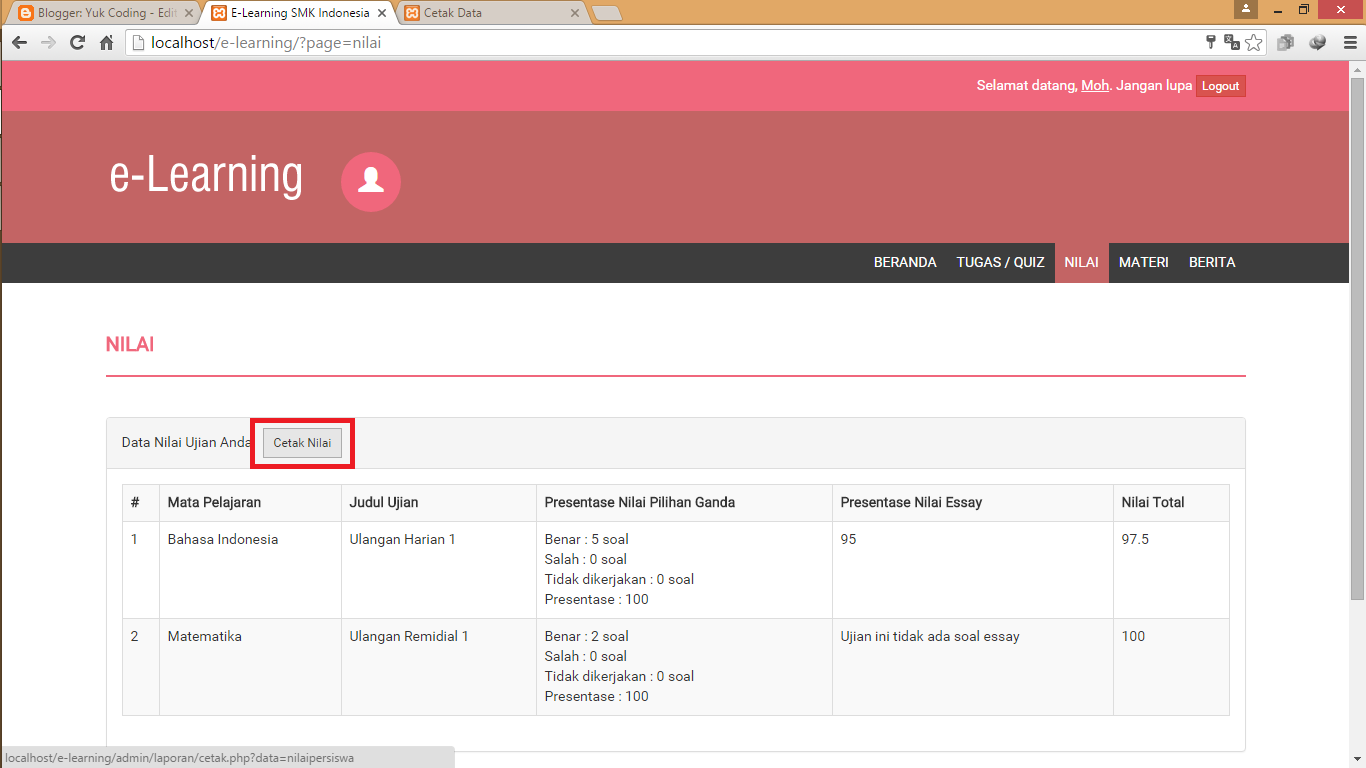 Blogger: Yuk Coding - Edit
E-Learning SMK Indonesia
Cetak Data
localhost/e-learning/?page=nilai
Selamat datang, Moh. Jangan lupa Logout
e-Learning
BERANDA TUGAS / QUIZ NILAI MATERI BERITA
NILAI
Data Nilai Ujian Anda Cetak Nilai
# Mata Pelajaran Judul Ujian Presentase Nilai Pilihan Ganda Presentase Nilai Essay Nilai Total
1 Bahasa Indonesia Ulangan Harian 1 Benar : 5 soal 95 97.5
Salah : 0 soal
Tidak dikerjakan : 0 soal
Presentase : 100
2 Matematika Ulangan Remidial 1 Benar : 2 soal Ujian ini tidak ada soal essay 100
Salah : 0 soal
Tidak dikerjakan : 0 soal
Presentase : 100
localhost/e-learning/admin/laporan/cetak.php?data=nilaipersiswa